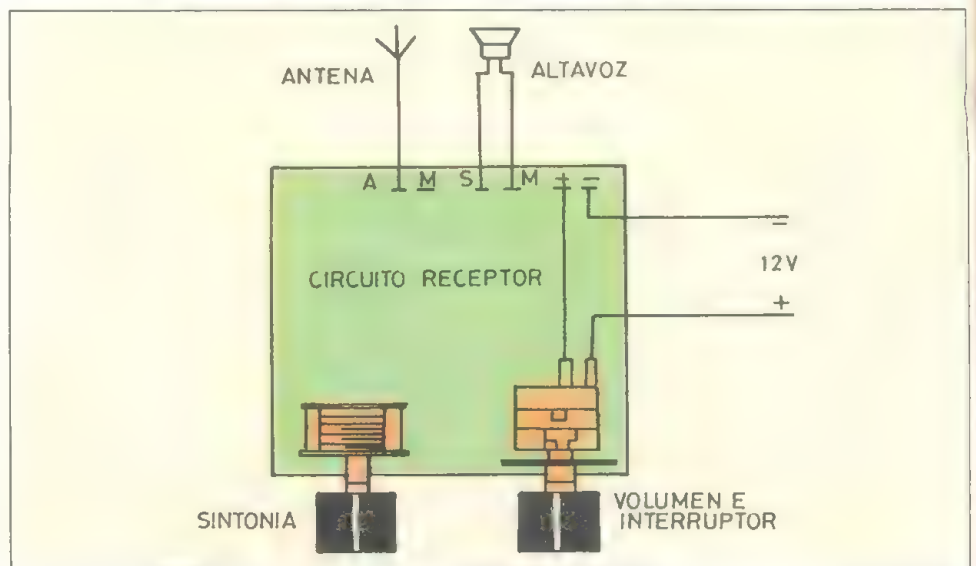 ANTENA
ALTAVOZ
A M S M + =
=
12V
+
CIRCUITO RECEPTOR
SINTONIA
VOLUMEN E
INTERRUPTOR